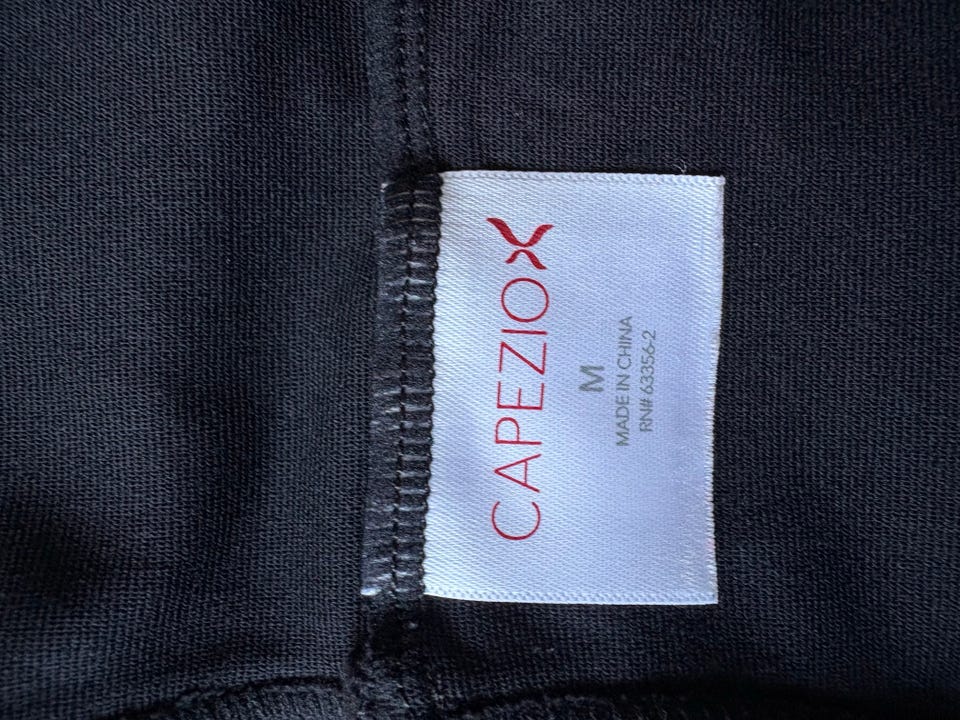 CAPEZIO
M
MADE IN CHINA
RN# 63356-2